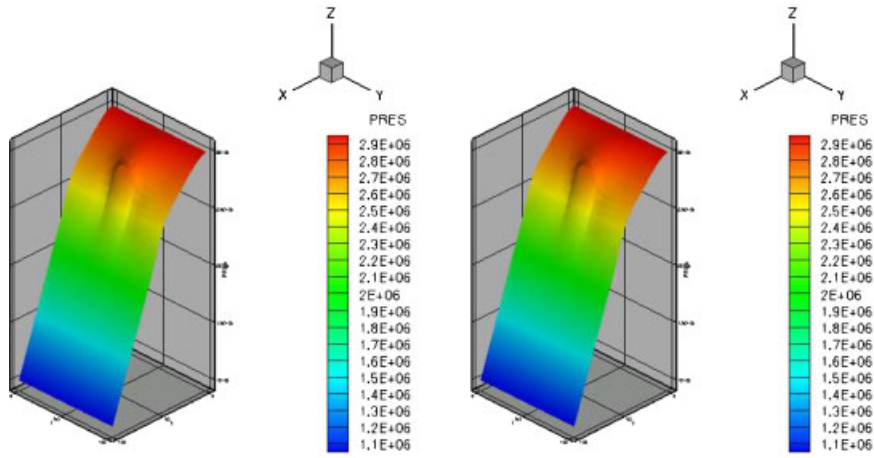 Z
X
Y
PRES
2.9E+06
2.8E+06
2.7E+06
2.6E+06
2.5E+06
2.4E+06
2.3E+06
2.2E+06
2.1E+06
2E+06
1.9E+06
1.8E+06
1.7E+06
1.6E+06
1.5E+06
1.4E+06
1.3E+06
1.2E+06
1.1E+06
Z
X
Y
PRES
2.9E+06
2.8E+06
2.7E+06
2.6E+06
2.5E+06
2.4E+06
2.3E+06
2.2E+06
2.1E+06
2E+06
1.9E+06
1.8E+06
1.7E+06
1.6E+06
1.5E+06
1.4E+06
1.3E+06
1.2E+06
1.1E+06